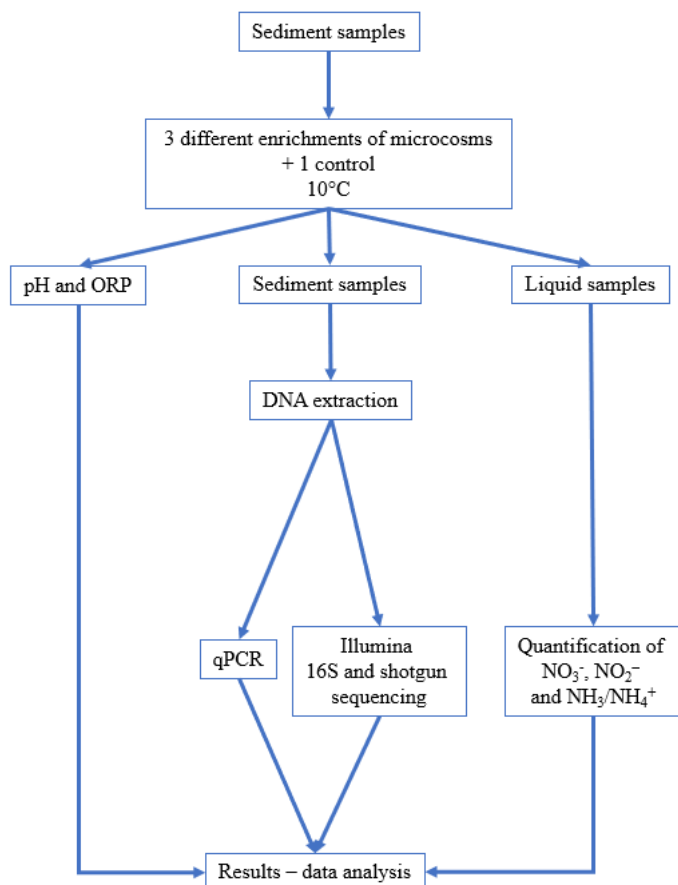 Sediment samples
3 different enrichments of microcosms
+ 1 control
10°C
pH and ORP
Sediment samples
Liquid samples
DNA extraction
qPCR
Illumina
16S and shotgun
sequencing
Quantification of
NO₃⁻, NO₂⁻
and NH₃/NH₄⁺
Results – data analysis